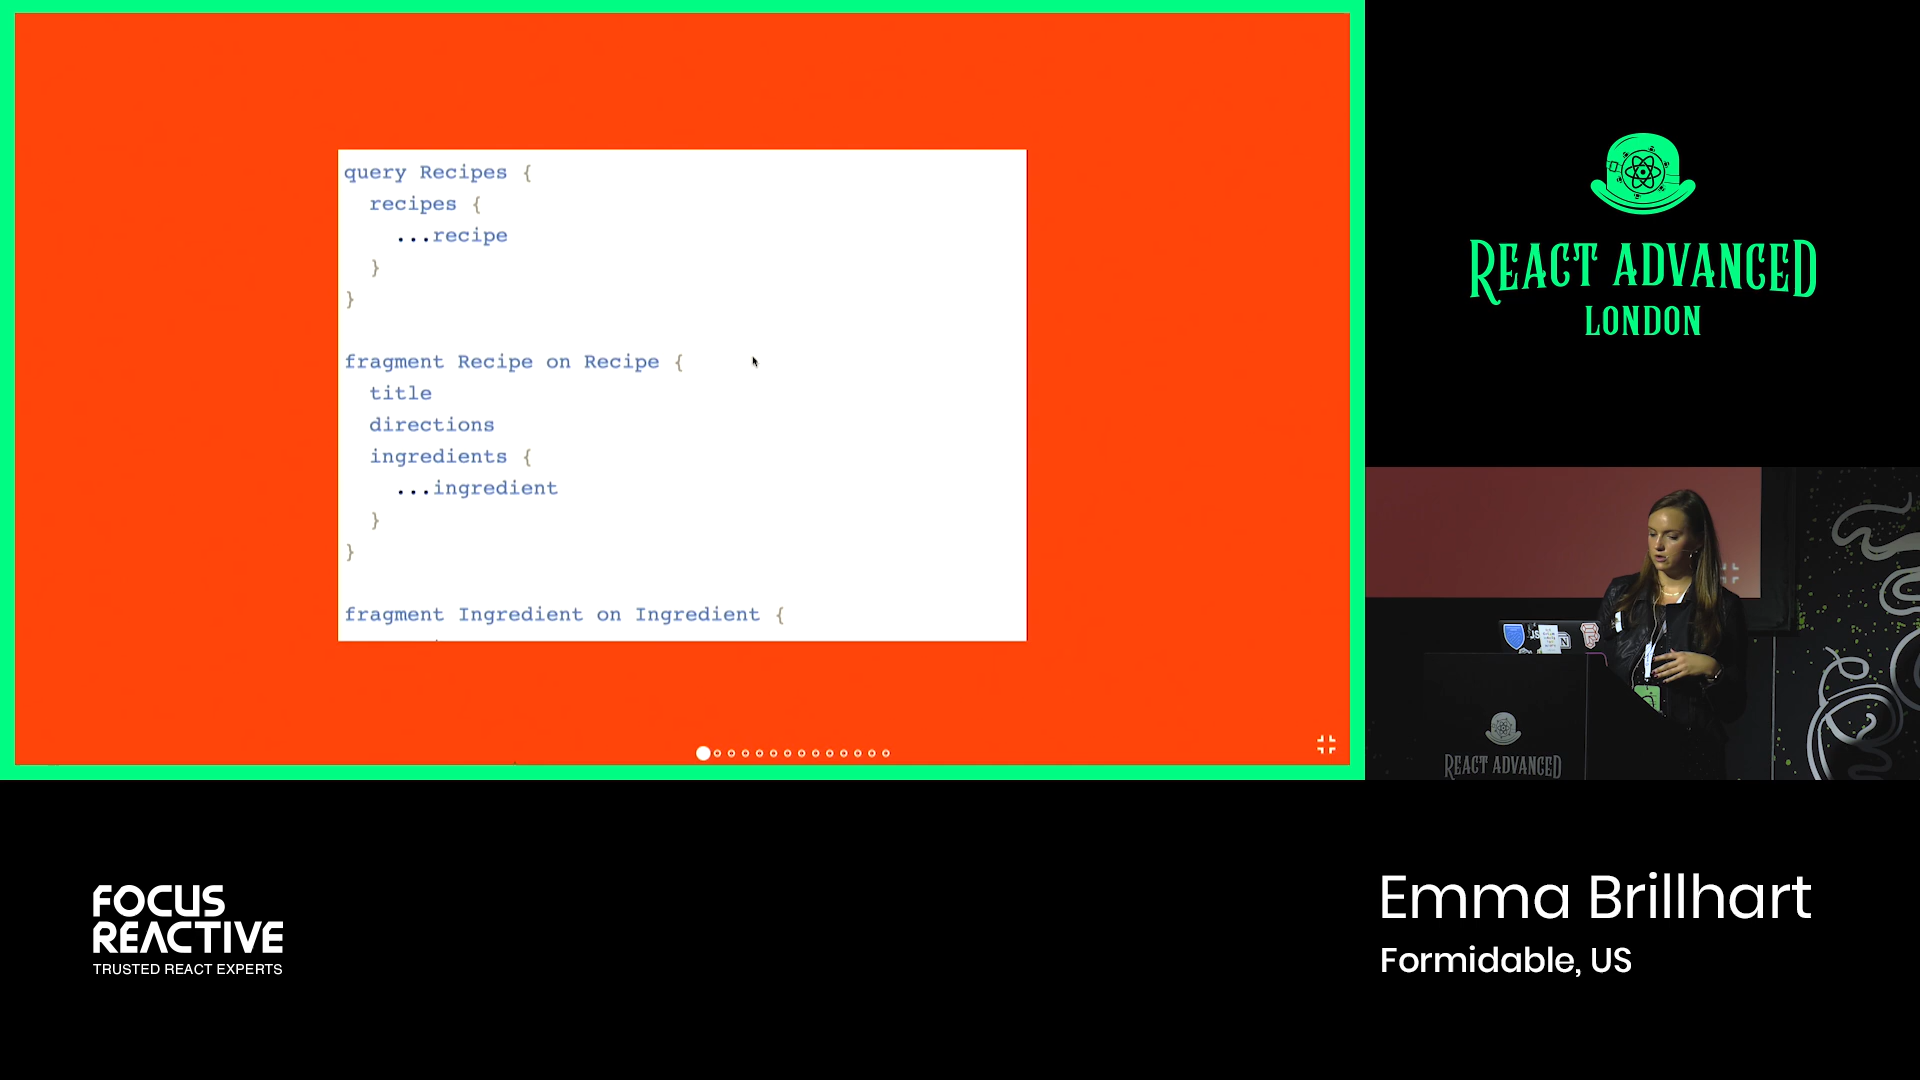 query Recipes {
recipes {
...recipe
}
}
fragment Recipe on Recipe {
title
directions
ingredients {
...ingredient
}
}
fragment Ingredient on Ingredient {
REACT ADVANCED
LONDON
REACT ADVANCED
FOCUS
REACTIVE
TRUSTED REACT EXPERTS
Emma Brillhart
Formidable, US